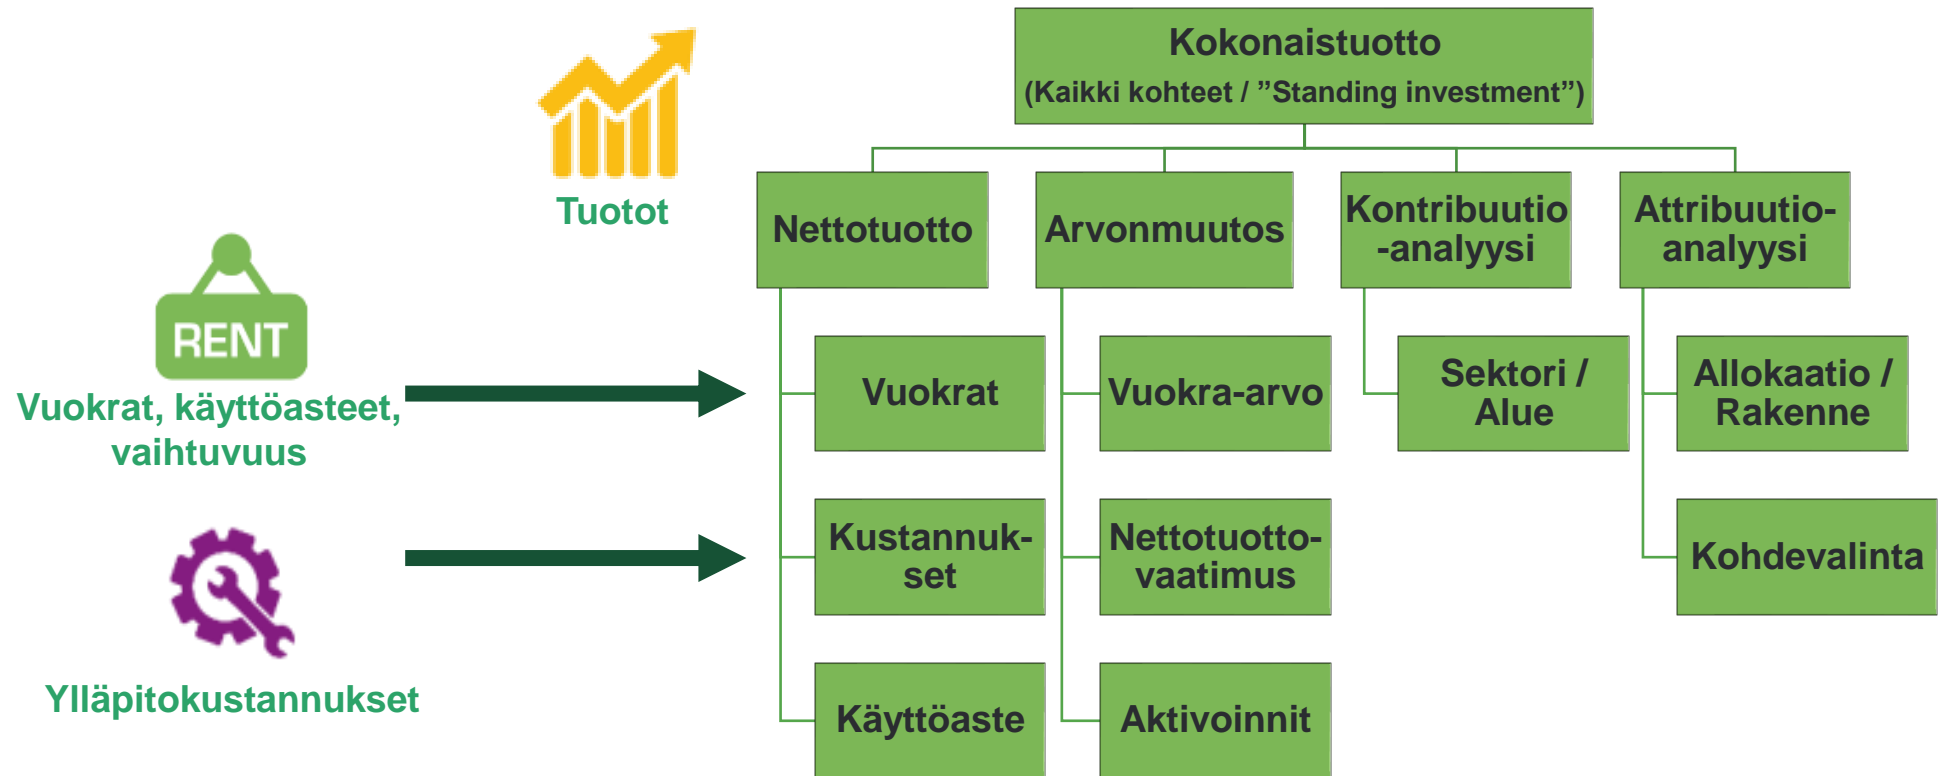 Kokonaistuotto
(Kaikki kohteet / ”Standing investment”)
Tuotot
Nettotuotto
Arvonmuutos
Kontribuutio
-analyysi
Attribuutio-
analyysi
RENT
Vuokrat, käyttöasteet,
vaihtuvuus
Vuokrat
Vuokra-arvo
Sektori /
Alue
Allokaatio /
Rakenne
Kustannuk-
set
Nettotuotto-
vaatimus
Kohdevalinta
Ylläpitokustannukset
Käyttöaste
Aktivoinnit